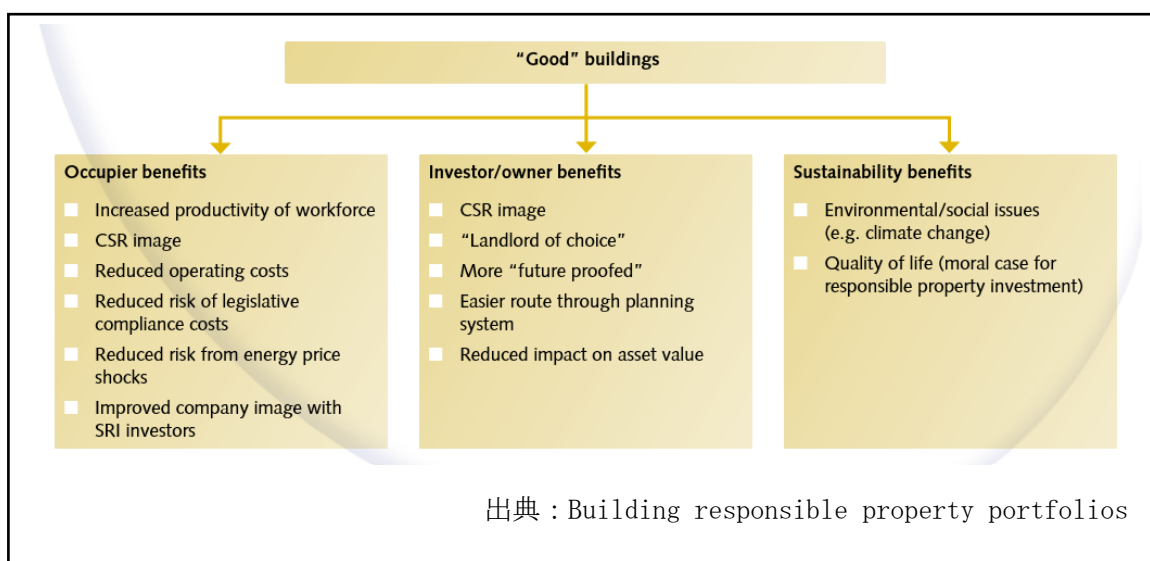 “Good” buildings
Occupier benefits
Increased productivity of workforce
CSR image
Reduced operating costs
Reduced risk of legislative
compliance costs
Reduced risk from energy price
shocks
Improved company image with
SRI investors
Investor/owner benefits
CSR image
“Landlord of choice”
More “future proofed”
Easier route through planning
system
Reduced impact on asset value
Sustainability benefits
Environmental/social issues
(e.g. climate change)
Quality of life (moral case for
responsible property investment)
出典：Building responsible property portfolios